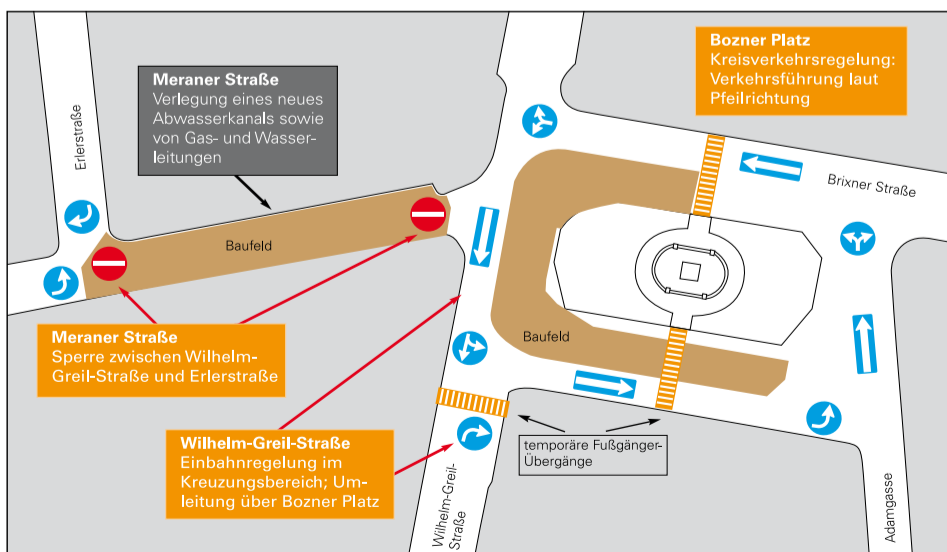 Meraner Straße
Verlegung eines neues
Abwasserkanals sowie
von Gas- und Wasser-
leitungen
Bozner Platz
Kreisverkehrsregelung:
Verkehrsführung laut
Pfeilrichtung
Erlerstraße
Brixner Straße
Baufeld
Baufeld
Meraner Straße
Sperre zwischen Wilhelm-
Greil-Straße und Erlerstraße
Wilhelm-Greil-Straße
Einbahnregelung im
Kreuzungsbereich; Um-
leitung über Bozner Platz
temporäre Fußgänger-
Übergänge
Wilhelm-Greil-
Straße
Adamgasse